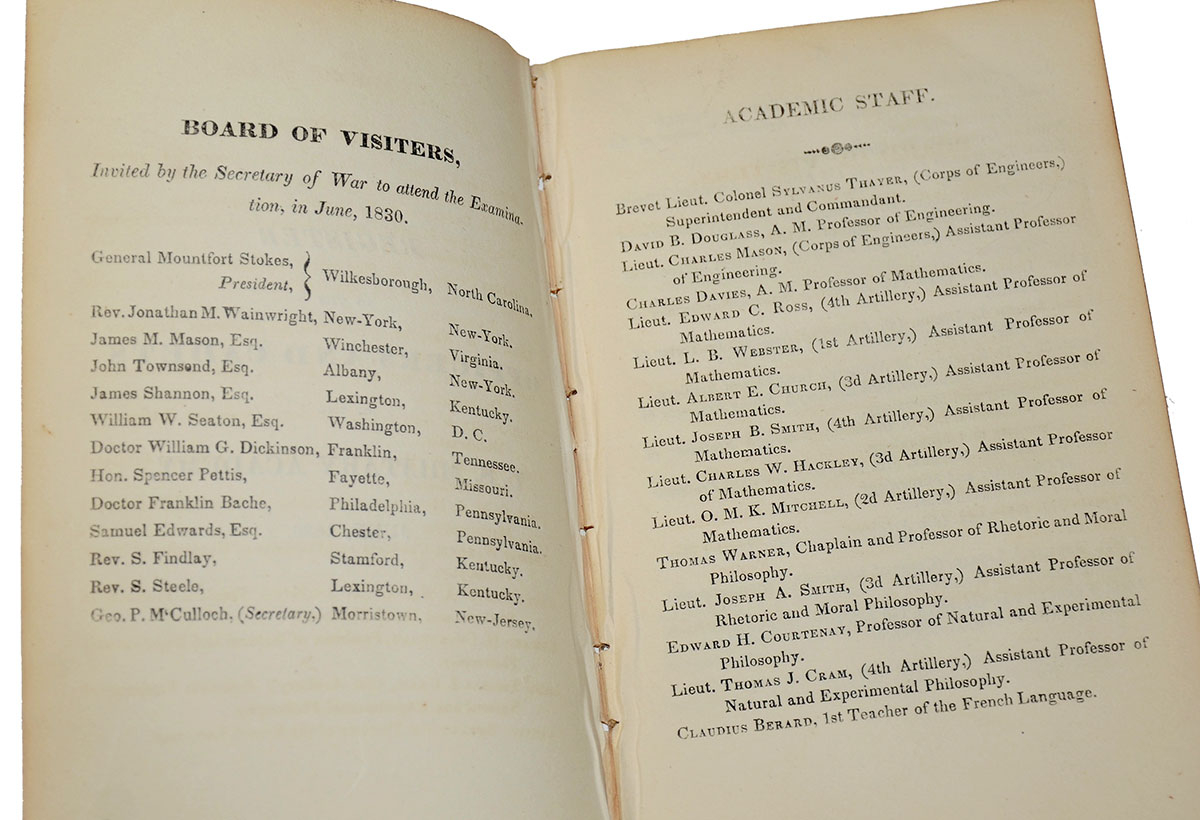 BOARD OF VISITERS,
Invited by the Secretary of War to attend the Examina-
tion, in June, 1830.
General Mountfort Stokes, } Wilkesborough, North Carolina.
President,
Rev. Jonathan M. Wainwright, New-York, New-York.
James M. Mason, Esq. Winchester, Virginia.
John Townsend, Esq. Albany, New-York.
James Shannon, Esq. Lexington, Kentucky.
William W. Seaton, Esq. Washington, D. C.
Doctor William G. Dickinson, Franklin, Tennessee.
Hon. Spencer Pettis, Fayette, Missouri.
Doctor Franklin Bache, Philadelphia, Pennsylvania.
Samuel Edwards, Esq. Chester, Pennsylvania.
Rev. S. Findlay, Stamford, Kentucky.
Rev. S. Steele, Lexington, Kentucky.
Geo. P. McCulloch, (Secretary.) Morristown, New-Jersey.
ACADEMIC STAFF.
Brevet Lieut. Colonel SYLVANUS THAYER, (Corps of Engineers,)
Superintendent and Commandant.
DAVID B. DOUGLASS, A. M. Professor of Engineering.
Lieut. CHARLES MASON, (Corps of Engineers,) Assistant Professor
of Engineering.
CHARLES DAVIES, A. M. Professor of Mathematics.
Lieut. EDWARD C. ROSS, (4th Artillery,) Assistant Professor of
Mathematics.
Lieut. L. B. WEBSTER, (1st Artillery,) Assistant Professor of
Mathematics.
Lieut. ALBERT E. CHURCH, (3d Artillery,) Assistant Professor of
Mathematics.
Lieut. JOSEPH B. SMITH, (4th Artillery,) Assistant Professor of
Mathematics.
Lieut. CHARLES W. HACKLEY, (3d Artillery,) Assistant Professor
of Mathematics.
Lieut. O. M. K. MITCHELL, (2d Artillery,) Assistant Professor of
Mathematics.
THOMAS WARNER, Chaplain and Professor of Rhetoric and Moral
Philosophy.
Lieut. JOSEPH A. SMITH, (3d Artillery,) Assistant Professor of
Rhetoric and Moral Philosophy.
EDWARD H. COURTENAY, Professor of Natural and Experimental
Philosophy.
Lieut. THOMAS J. CRAM, (4th Artillery,) Assistant Professor of
Natural and Experimental Philosophy.
CLAUDIUS BERARD, 1st Teacher of the French Language.